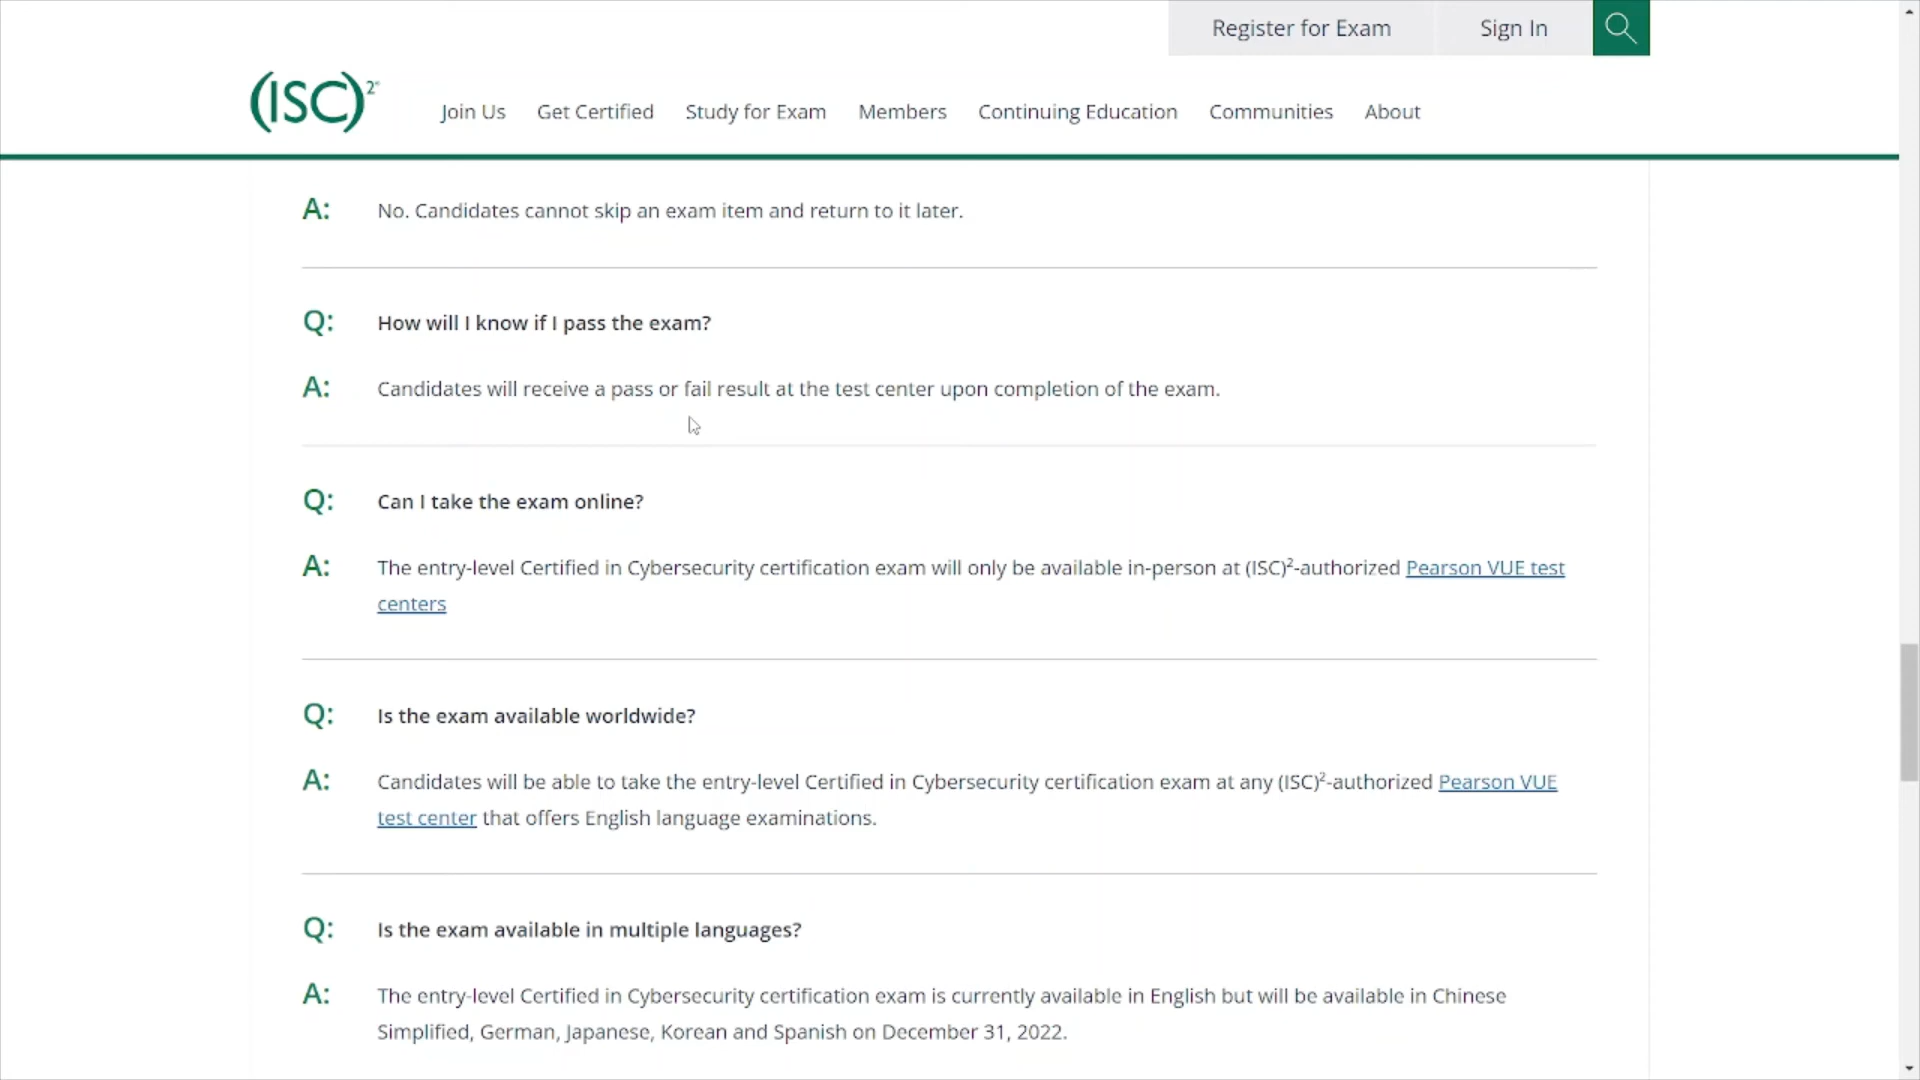 Register for Exam Sign In
(ISC)²®
Join Us Get Certified Study for Exam Members Continuing Education Communities About
A: No. Candidates cannot skip an exam item and return to it later.
Q: How will I know if I pass the exam?
A: Candidates will receive a pass or fail result at the test center upon completion of the exam.
Q: Can I take the exam online?
A: The entry-level Certified in Cybersecurity certification exam will only be available in-person at (ISC)²-authorized Pearson VUE test
centers
Q: Is the exam available worldwide?
A: Candidates will be able to take the entry-level Certified in Cybersecurity certification exam at any (ISC)²-authorized Pearson VUE
test center that offers English language examinations.
Q: Is the exam available in multiple languages?
A: The entry-level Certified in Cybersecurity certification exam is currently available in English but will be available in Chinese
Simplified, German, Japanese, Korean and Spanish on December 31, 2022.